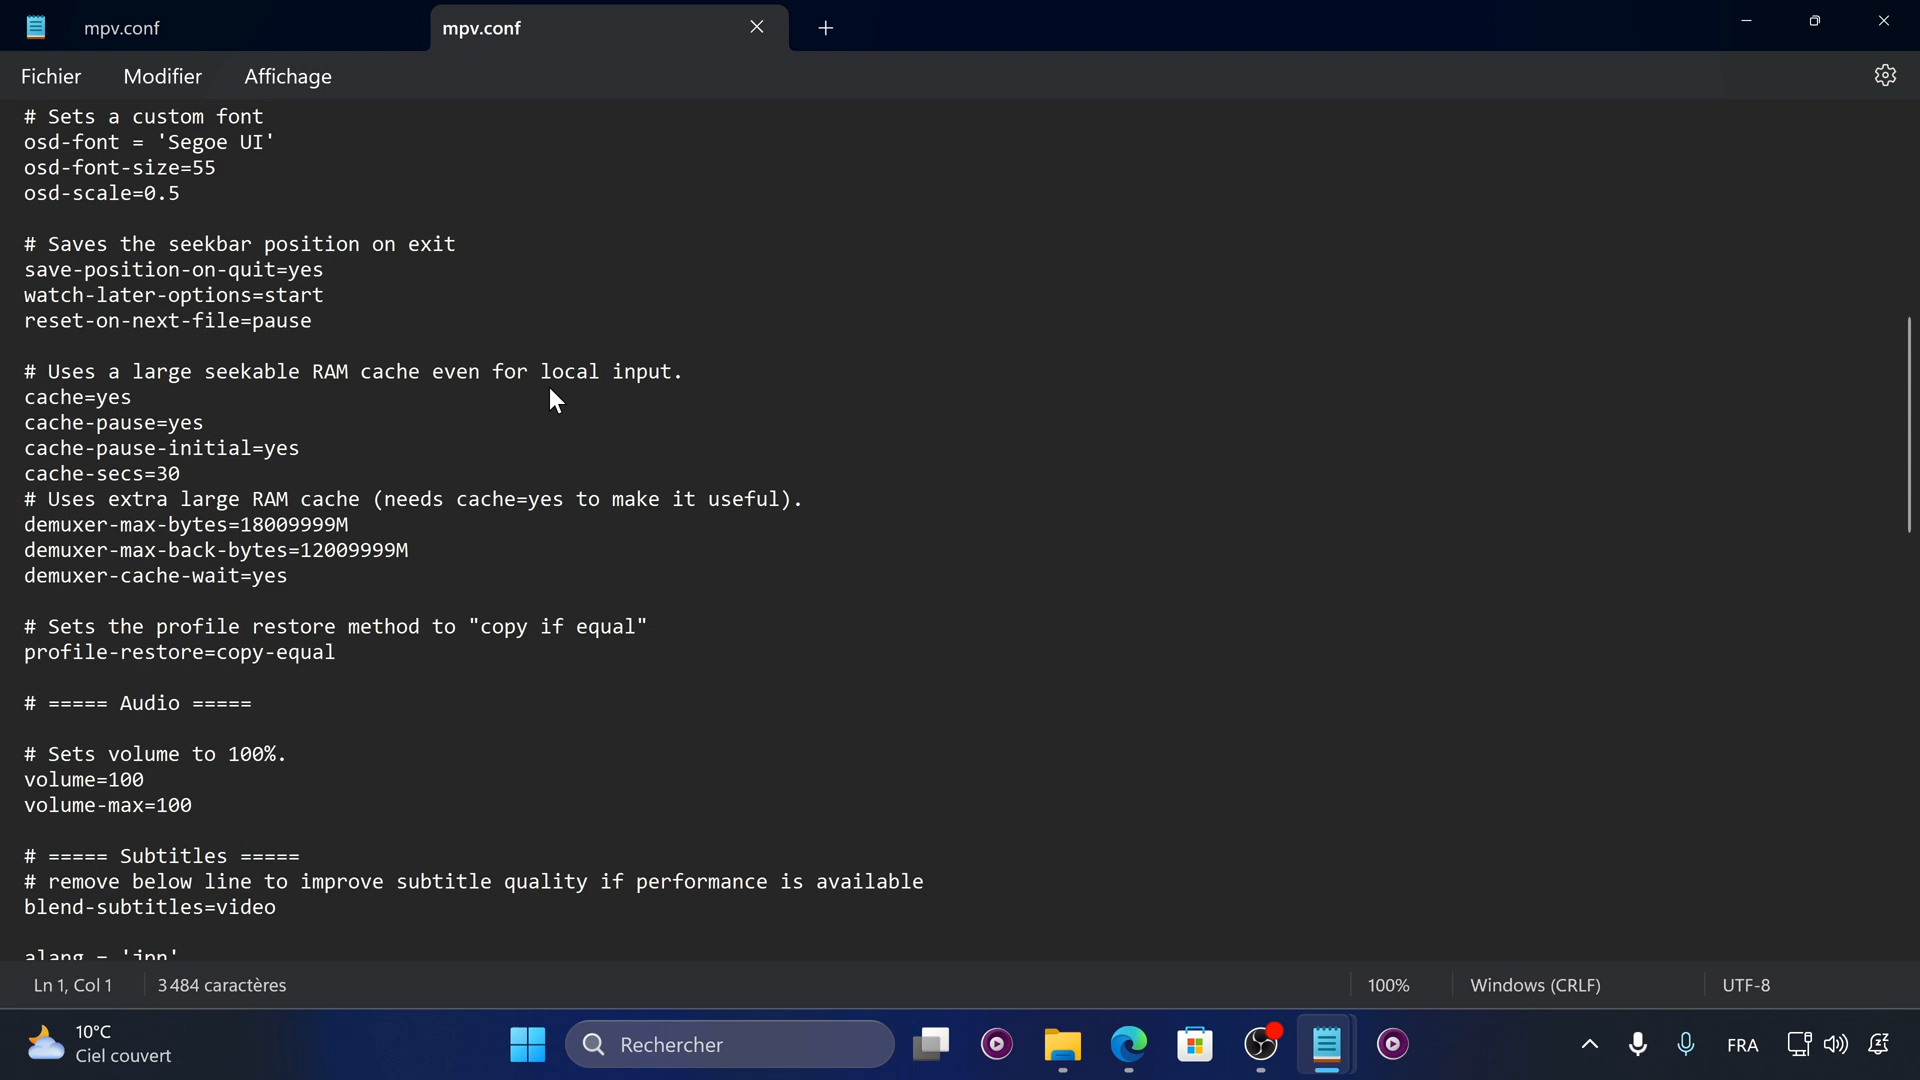 mpv.conf
mpv.conf
Fichier Modifier Affichage
# Sets a custom font
osd-font = 'Segoe UI'
osd-font-size=55
osd-scale=0.5
# Saves the seekbar position on exit
save-position-on-quit=yes
watch-later-options=start
reset-on-next-file=pause
# Uses a large seekable RAM cache even for local input.
cache=yes
cache-pause=yes
cache-pause-initial=yes
cache-secs=30
# Uses extra large RAM cache (needs cache=yes to make it useful).
demuxer-max-bytes=18009999M
demuxer-max-back-bytes=12009999M
demuxer-cache-wait=yes
# Sets the profile restore method to "copy if equal"
profile-restore=copy-equal
# ===== Audio =====
# Sets volume to 100%.
volume=100
volume-max=100
# ===== Subtitles =====
# remove below line to improve subtitle quality if performance is available
blend-subtitles=video
alang = 'jpn'
Ln 1, Col 1 3 484 caractères 100% Windows (CRLF) UTF-8
10°C
Ciel couvert
Rechercher
FRA